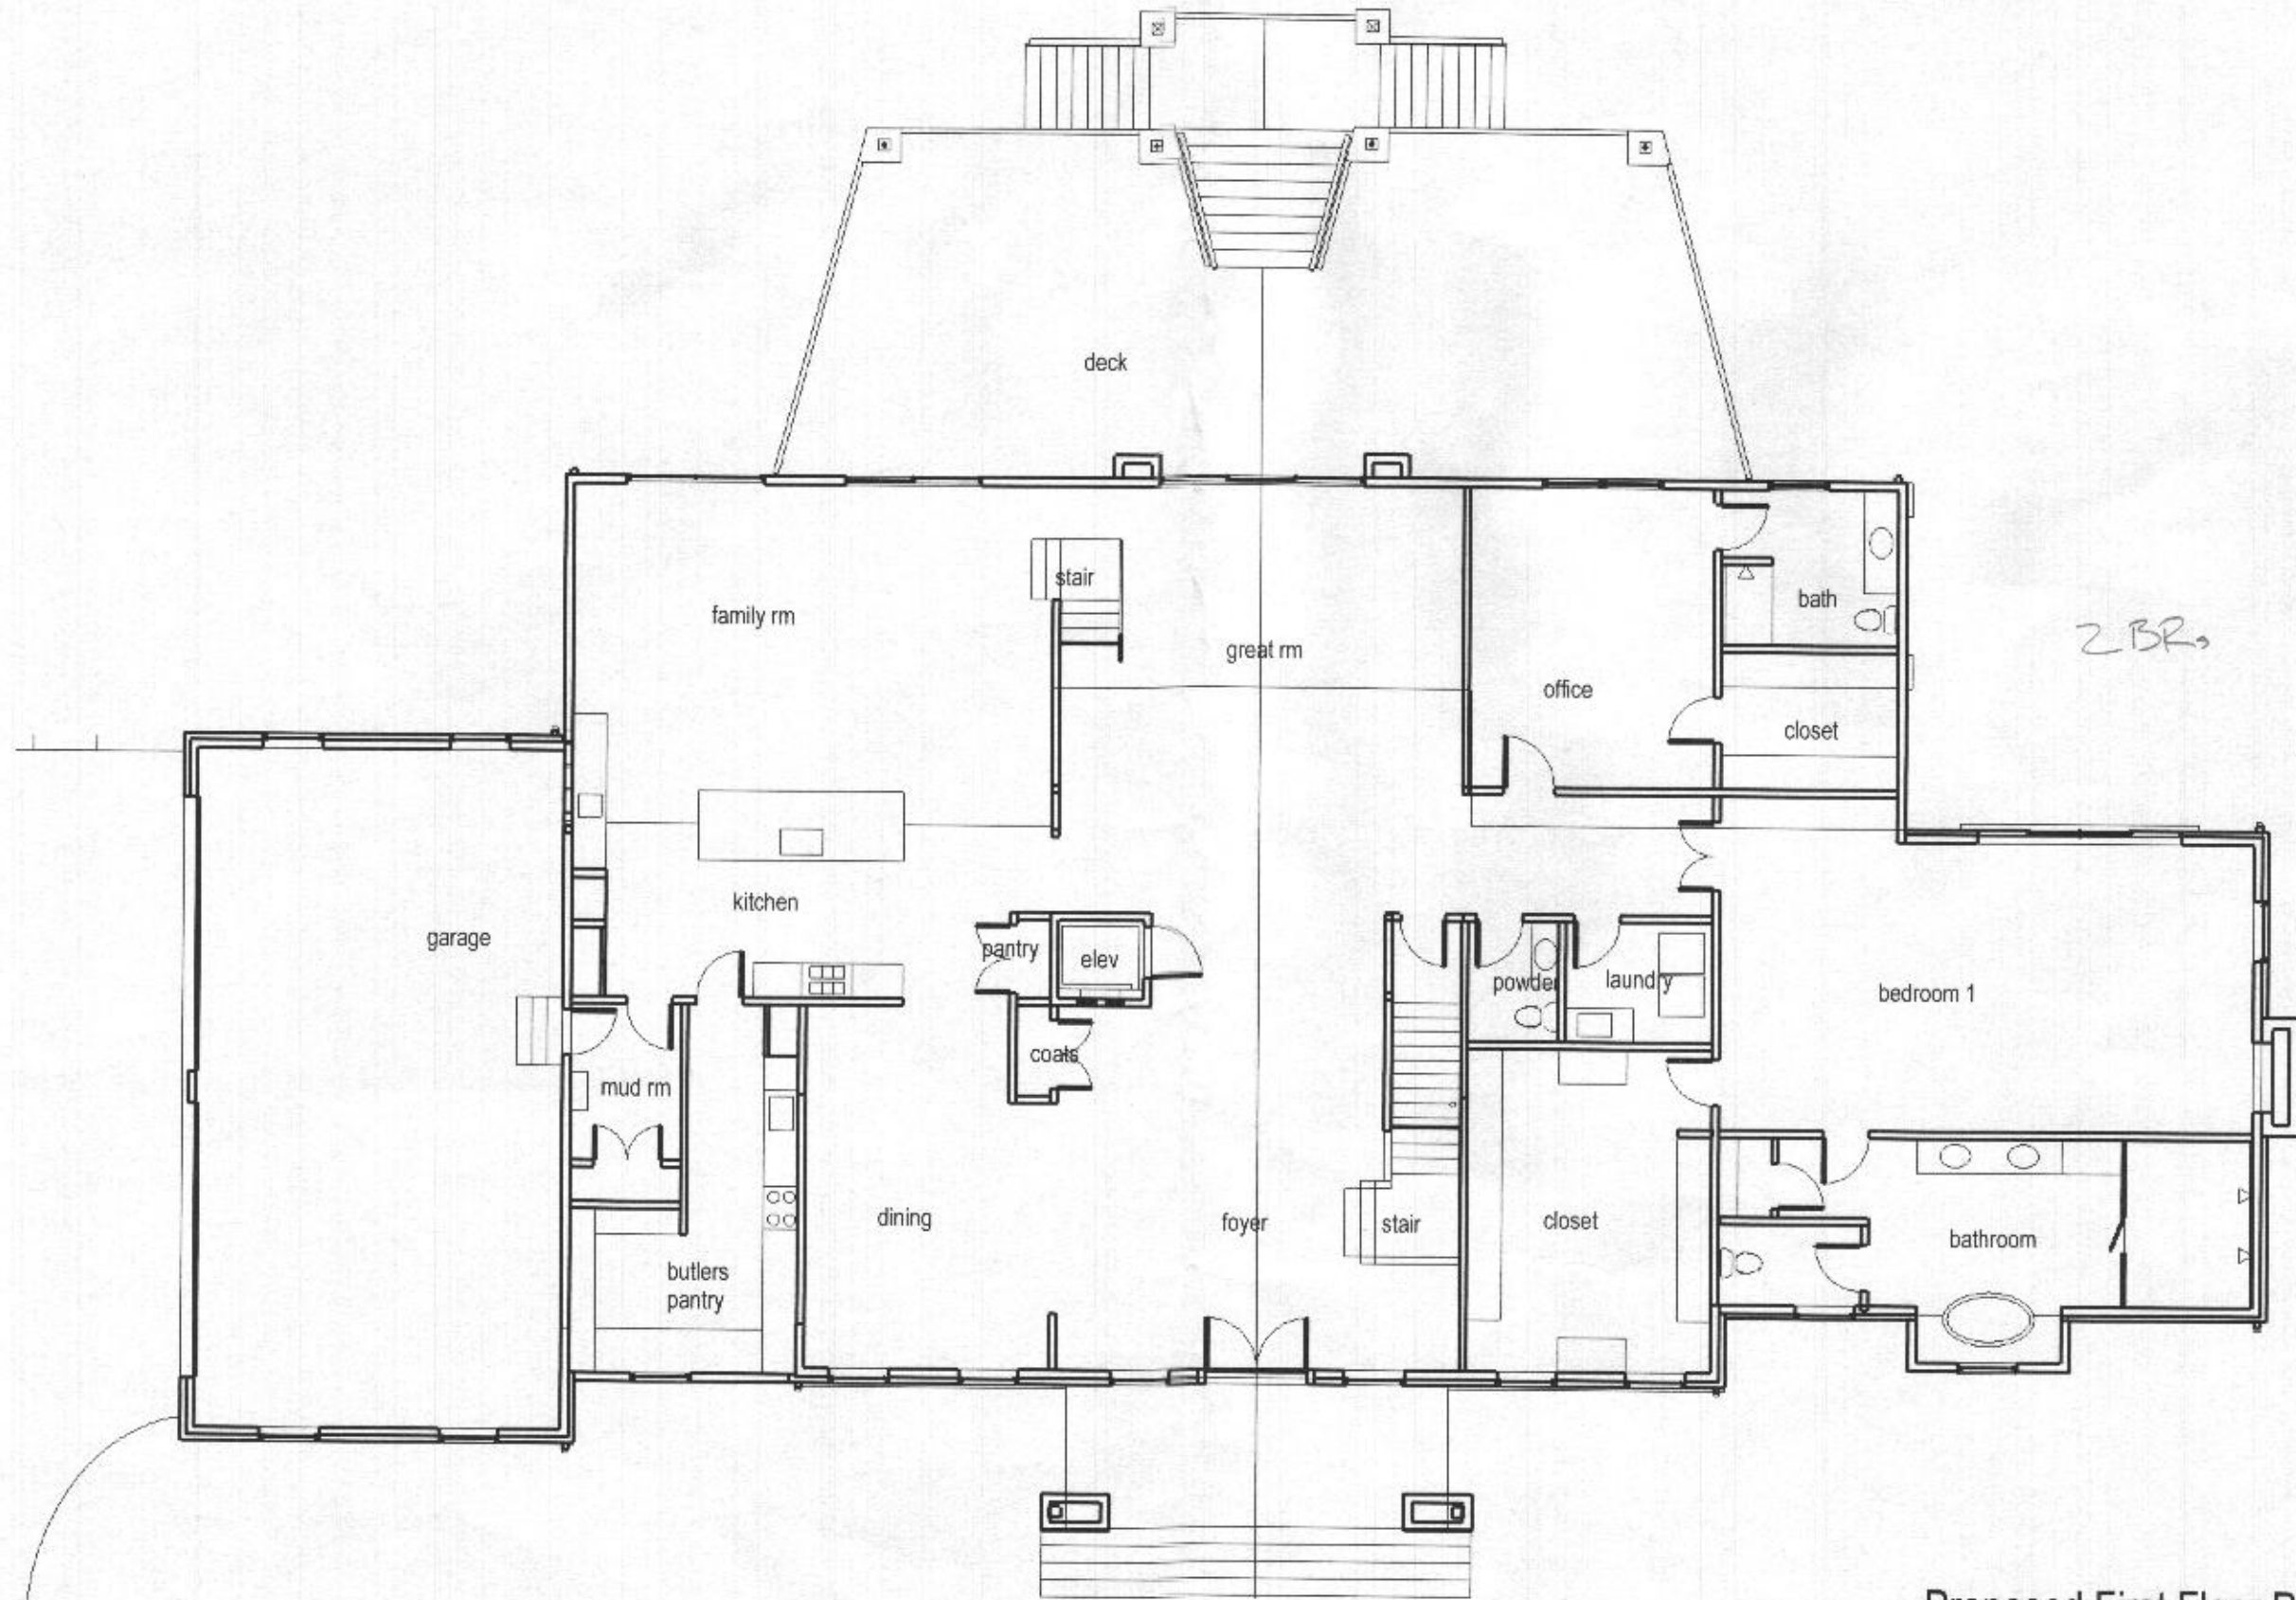 deck
stair
family rm
bath
2 BRs
great rm
office
closet
kitchen
garage
pantry
elev
powder
laundry
bedroom 1
coats
mud rm
dining
foyer
stair
closet
bathroom
butlers
pantry
Proposed First Floor